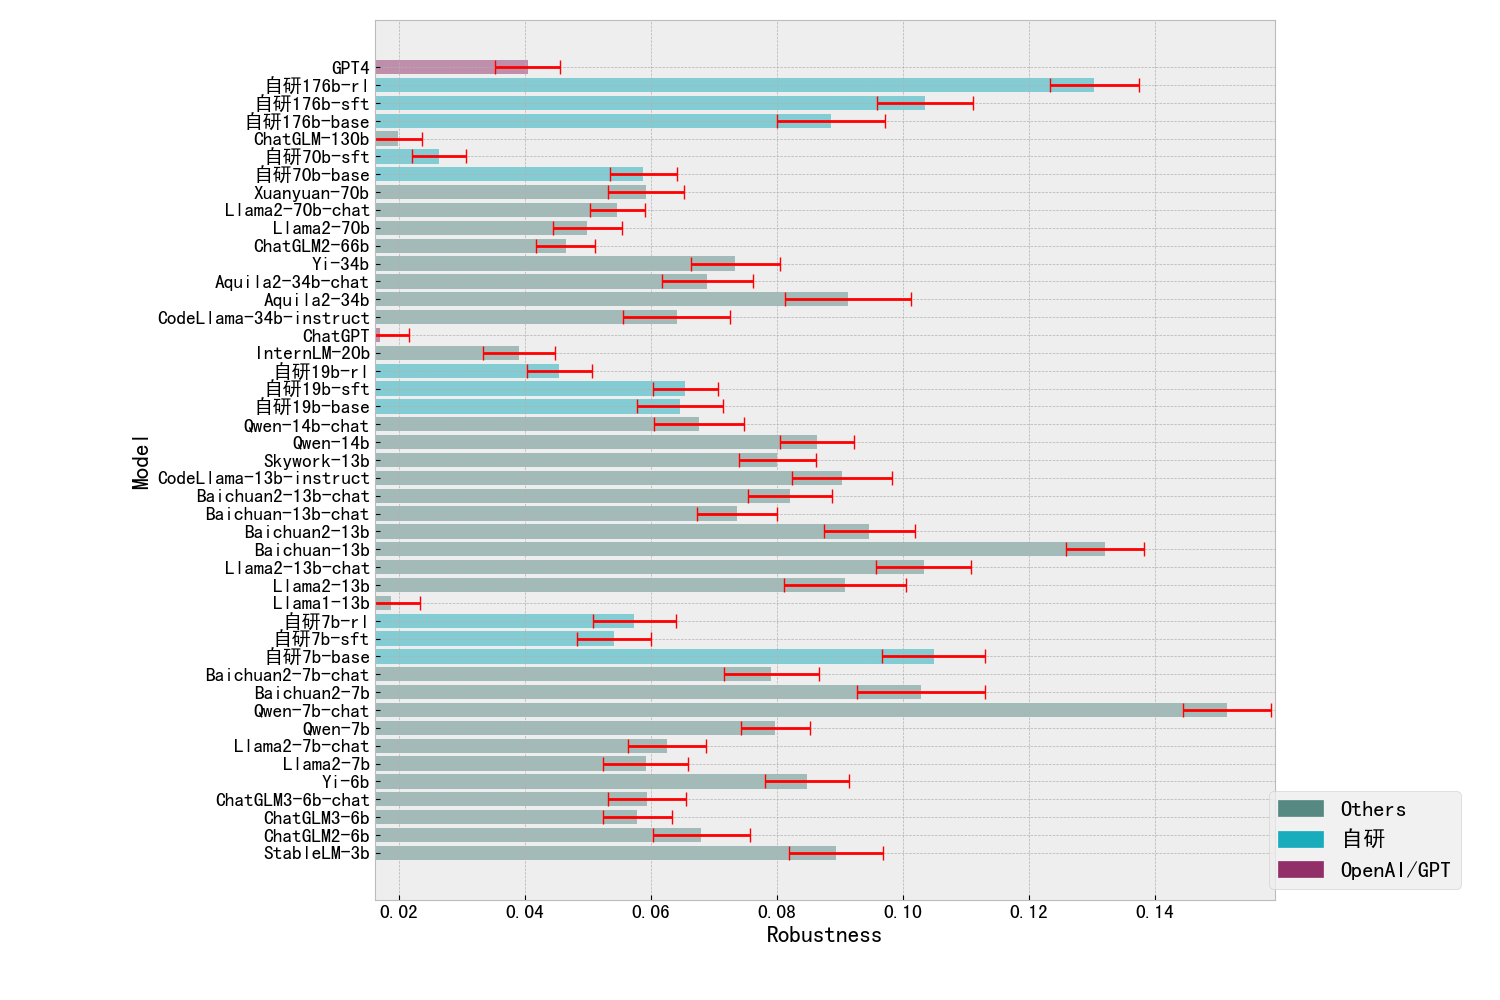 GPT4
自研176b-rl
自研176b-sft
自研176b-base
ChatGLM-130b
自研70b-sft
自研70b-base
Xuanyuan-70b
Llama2-70b-chat
Llama2-70b
ChatGLM2-66b
Yi-34b
Aquila2-34b-chat
Aquila2-34b
CodeLlama-34b-instruct
ChatGPT
InternLM-20b
自研19b-rl
自研19b-sft
自研19b-base
Qwen-14b-chat
Qwen-14b
Skywork-13b
CodeLlama-13b-instruct
Baichuan2-13b-chat
Baichuan-13b-chat
Baichuan2-13b
Baichuan-13b
Llama2-13b-chat
Llama2-13b
Llama1-13b
自研7b-rl
自研7b-sft
自研7b-base
Baichuan2-7b-chat
Baichuan2-7b
Qwen-7b-chat
Qwen-7b
Llama2-7b-chat
Llama2-7b
Yi-6b
ChatGLM3-6b-chat
ChatGLM3-6b
ChatGLM2-6b
StableLM-3b
Model
0.02 0.04 0.06 0.08 0.10 0.12 0.14
Robustness
Others
自研
OpenAI/GPT